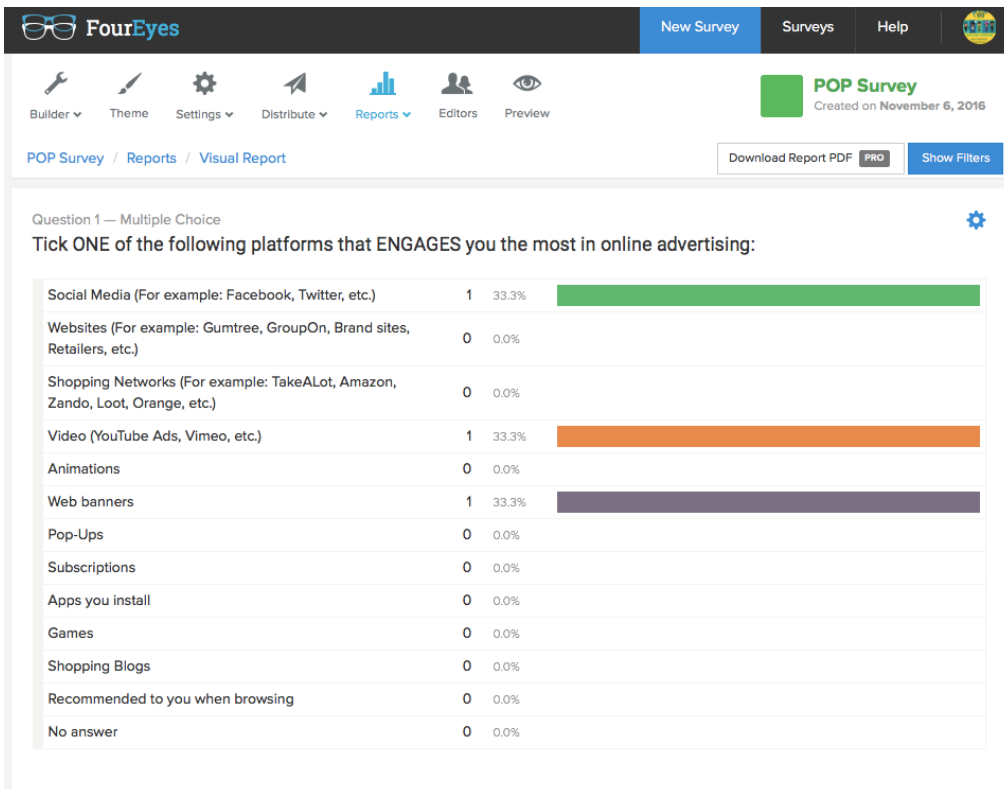 FourEyes
New Survey Surveys Help
Builder Theme Settings Distribute Reports Editors Preview
POP Survey
Created on November 6, 2016
POP Survey / Reports / Visual Report
Download Report PDF PRO Show Filters
Question 1 — Multiple Choice
Tick ONE of the following platforms that ENGAGES you the most in online advertising:
Social Media (For example: Facebook, Twitter, etc.) 1 33.3%
Websites (For example: Gumtree, GroupOn, Brand sites,
Retailers, etc.) 0 0.0%
Shopping Networks (For example: TakeALot, Amazon,
Zando, Loot, Orange, etc.) 0 0.0%
Video (YouTube Ads, Vimeo, etc.) 1 33.3%
Animations 0 0.0%
Web banners 1 33.3%
Pop-Ups 0 0.0%
Subscriptions 0 0.0%
Apps you install 0 0.0%
Games 0 0.0%
Shopping Blogs 0 0.0%
Recommended to you when browsing 0 0.0%
No answer 0 0.0%